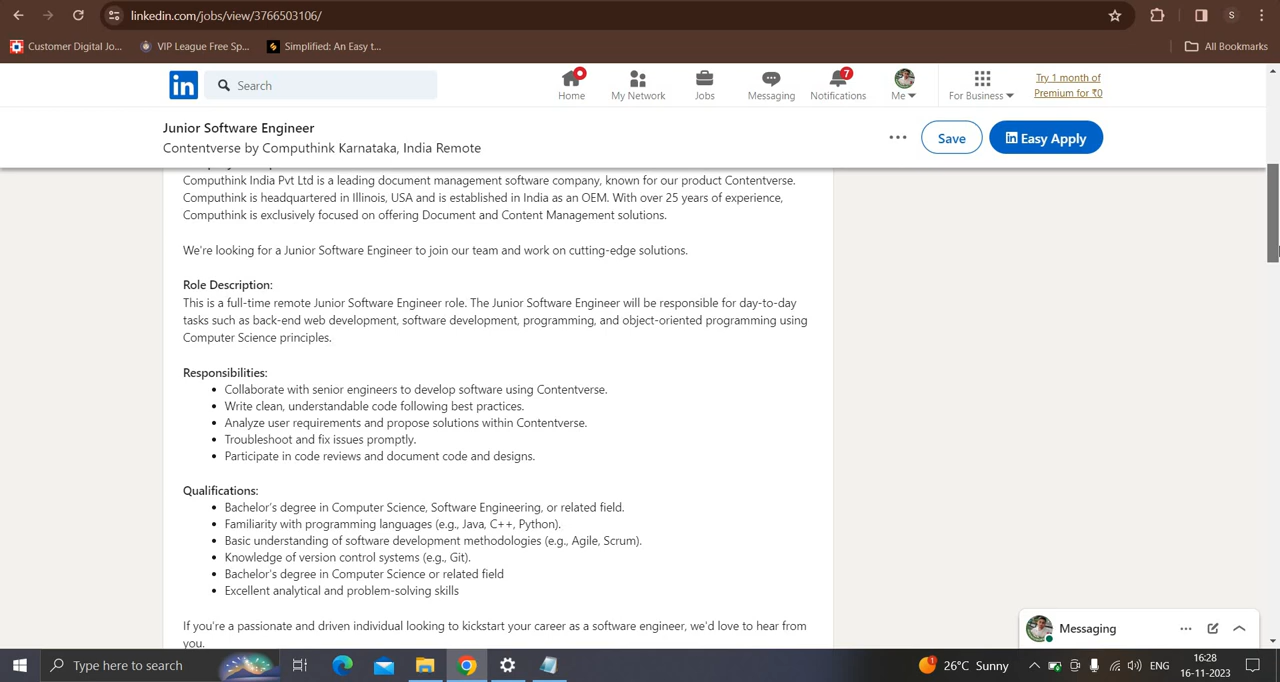 linkedin.com/jobs/view/3766503106/
S
Customer Digital Jo...
VIP League Free Sp...
Simplified: An Easy t...
All Bookmarks
in
Search
Home
My Network
Jobs
Messaging
7
Notifications
Me
For Business
Try 1 month of
Premium for ₹0
Junior Software Engineer
Contentverse by Computhink Karnataka, India Remote
Save
in Easy Apply
Computhink India Pvt Ltd is a leading document management software company, known for our product Contentverse.
Computhink is headquartered in Illinois, USA and is established in India as an OEM. With over 25 years of experience,
Computhink is exclusively focused on offering Document and Content Management solutions.
We're looking for a Junior Software Engineer to join our team and work on cutting-edge solutions.
Role Description:
This is a full-time remote Junior Software Engineer role. The Junior Software Engineer will be responsible for day-to-day
tasks such as back-end web development, software development, programming, and object-oriented programming using
Computer Science principles.
Responsibilities:
Collaborate with senior engineers to develop software using Contentverse.
Write clean, understandable code following best practices.
Analyze user requirements and propose solutions within Contentverse.
Troubleshoot and fix issues promptly.
Participate in code reviews and document code and designs.
Qualifications:
Bachelor's degree in Computer Science, Software Engineering, or related field.
Familiarity with programming languages (e.g., Java, C++, Python).
Basic understanding of software development methodologies (e.g., Agile, Scrum).
Knowledge of version control systems (e.g., Git).
Bachelor's degree in Computer Science or related field
Excellent analytical and problem-solving skills
If you're a passionate and driven individual looking to kickstart your career as a software engineer, we'd love to hear from
you.
Messaging
Type here to search
1
26°C Sunny
ENG
16:28
16-11-2023